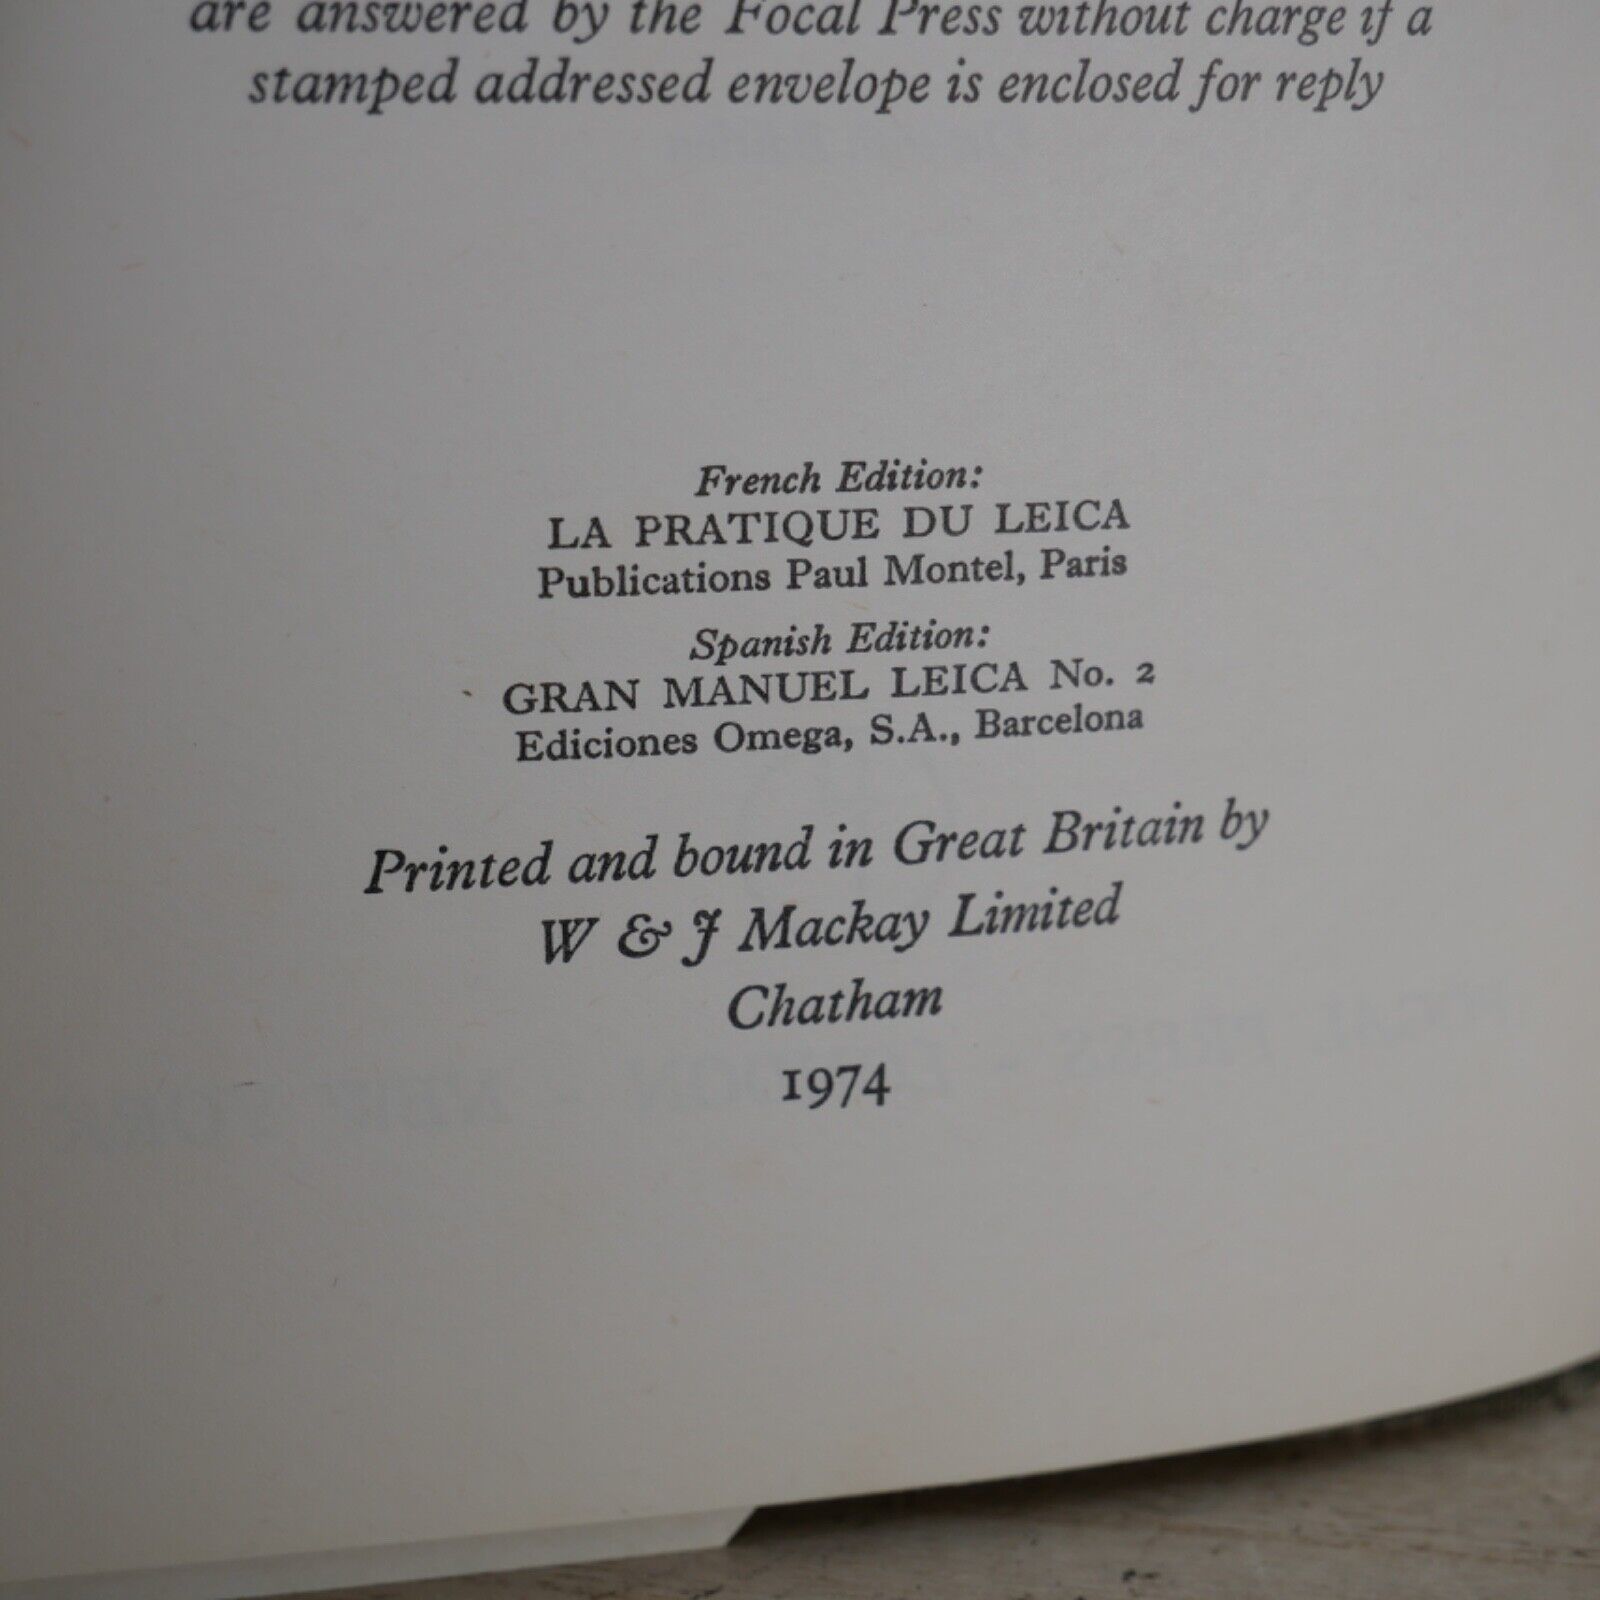 are answered by the Focal Press without charge if a
stamped addressed envelope is enclosed for reply
French Edition:
LA PRATIQUE DU LEICA
Publications Paul Montel, Paris
Spanish Edition:
GRAN MANUEL LEICA No. 2
Ediciones Omega, S.A., Barcelona
Printed and bound in Great Britain by
W & J Mackay Limited
Chatham
1974